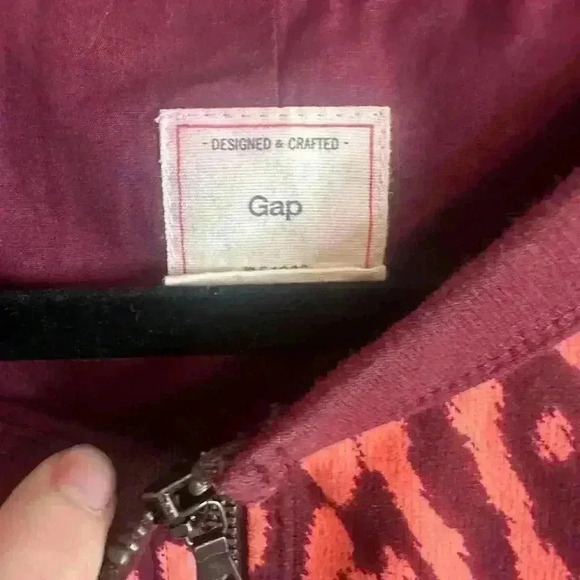 - DESIGNED & CRAFTED -
Gap